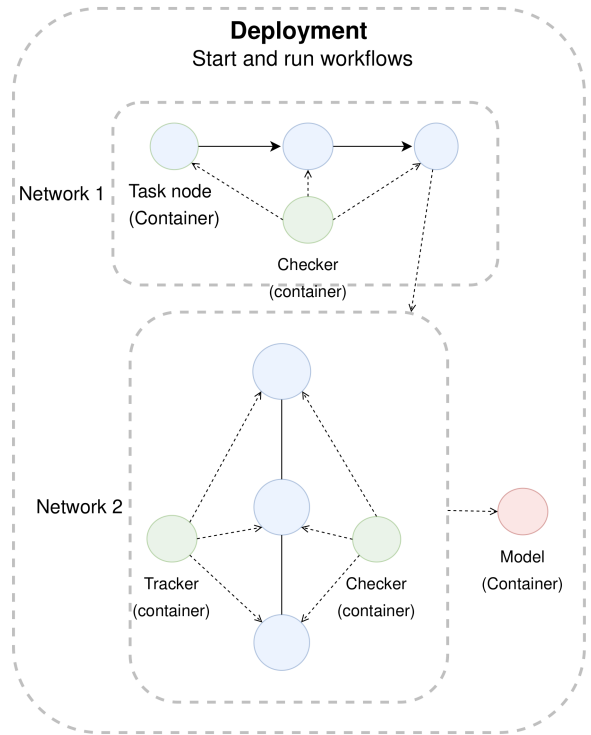 Deployment
Start and run workflows
Network 1
Task node
(Container)
Checker
(container)
Network 2
Tracker
(container)
Checker
(container)
Model
(Container)